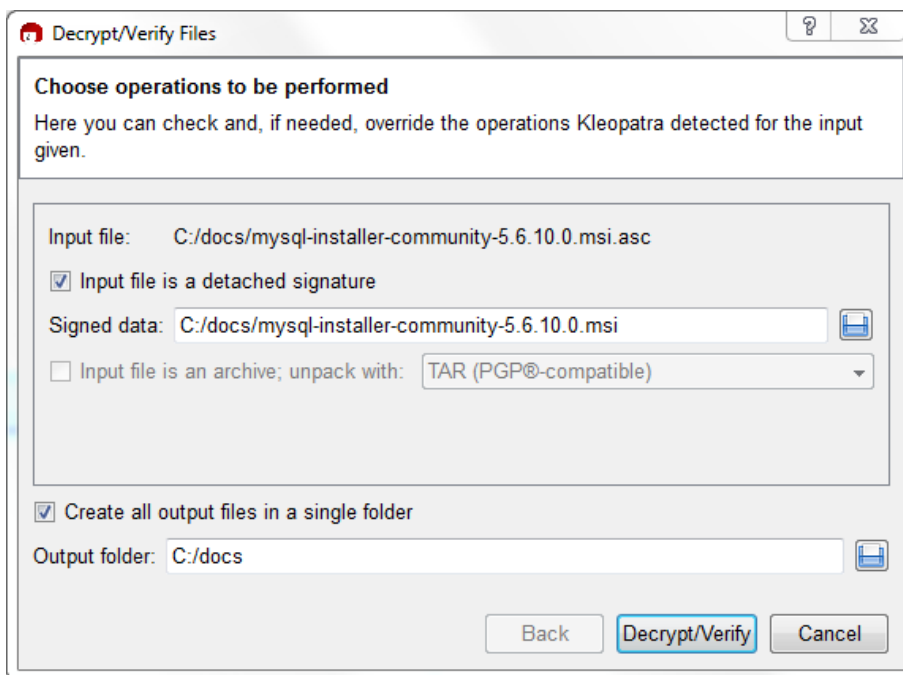 Decrypt/Verify Files
Choose operations to be performed
Here you can check and, if needed, override the operations Kleopatra detected for the input
given.
Input file: C:/docs/mysql-installer-community-5.6.10.0.msi.asc
Input file is a detached signature
Signed data: C:/docs/mysql-installer-community-5.6.10.0.msi
Input file is an archive; unpack with: TAR (PGP®-compatible)
Create all output files in a single folder
Output folder: C:/docs
Back Decrypt/Verify Cancel